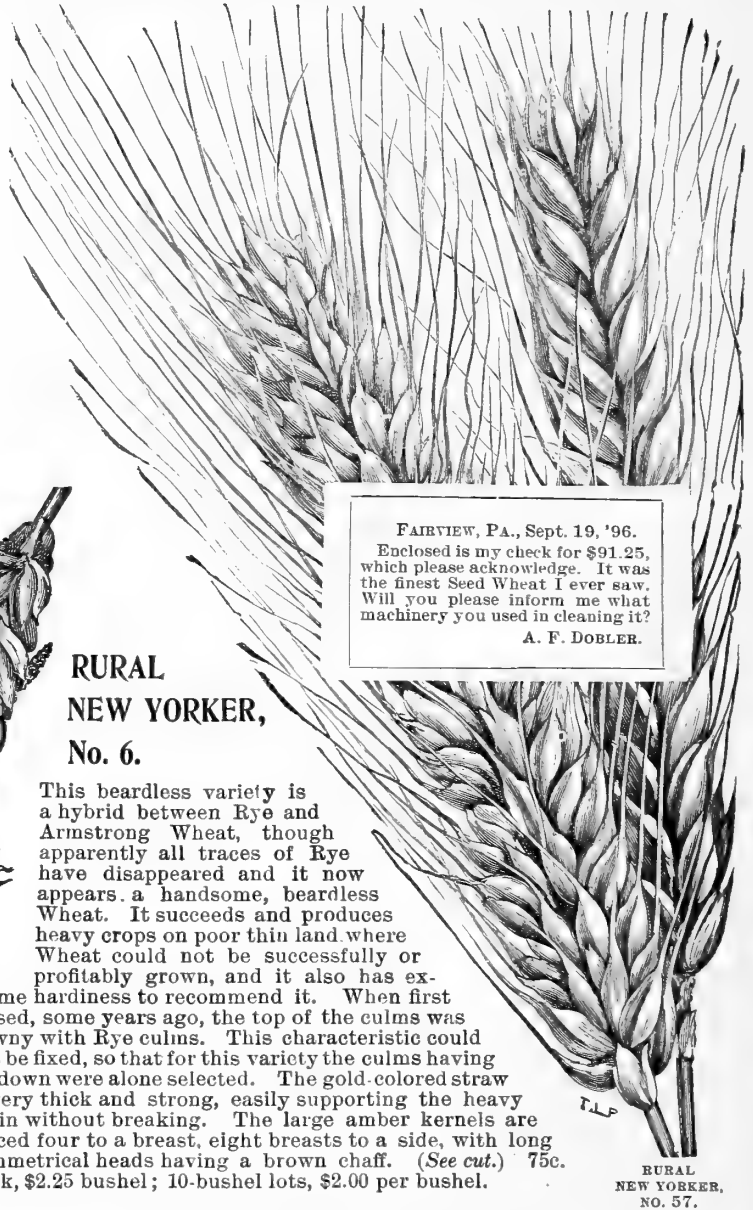 FAIRVIEW, PA., Sept. 19, '96.
Enclosed is my check for $91.25,
which please acknowledge. It was
the finest Seed Wheat I ever saw.
Will you please inform me what
machinery you used in cleaning it?
A. F. DOBLER.
RURAL
NEW YORKER,
No. 6.
This beardless variety is
a hybrid between Rye and
Armstrong Wheat, though
apparently all traces of Rye
have disappeared and it now
appears. a handsome, beardless
Wheat. It succeeds and produces
heavy crops on poor thin land where
Wheat could not be successfully or
profitably grown, and it also has ex-
me hardiness to recommend it. When first
sed, some years ago, the top of the culms was
wny with Rye culms. This characteristic could
be fixed, so that for this variety the culms having
down were alone selected. The gold-colored straw
ery thick and strong, easily supporting the heavy
in without breaking. The large amber kernels are
ced four to a breast, eight breasts to a side, with long
mmetrical heads having a brown chaff. (See cut.) 75c.
k, $2.25 bushel; 10-bushel lots, $2.00 per bushel.
RURAL
NEW YORKER,
NO. 57.